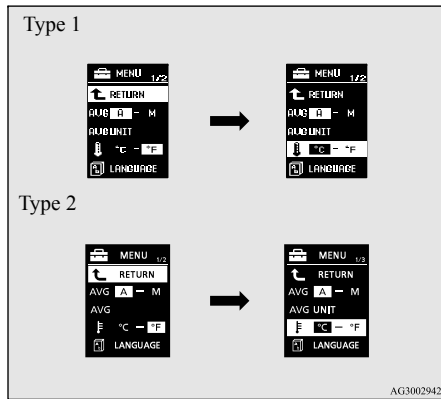 Type 1
MENU 1/2
RETURN
AVG A - M
AVG UNIT
°C - °F
LANGUAGE
MENU 1/2
RETURN
AVG A - M
AVG UNIT
°C - °F
LANGUAGE
Type 2
MENU 1/2
RETURN
AVG A - M
AVG
°C - °F
LANGUAGE
MENU 1/3
RETURN
AVG A - M
AVG UNIT
°C - °F
LANGUAGE
AG3002942